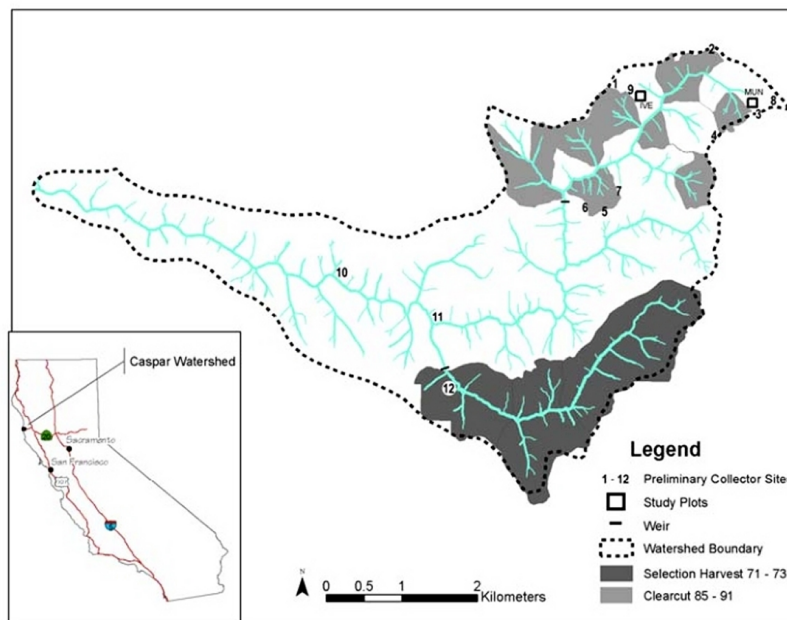 2
1
9
IVE
MUN
8
3
4
7
6
5
10
11
12
Caspar Watershed
Sacramento
San Francisco
Legend
1 - 12 Preliminary Collector Site
Study Plots
Weir
Watershed Boundary
Selection Harvest 71 - 73
Clearcut 85 - 91
N
0 0.5 1 2
Kilometers